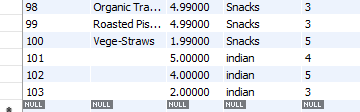 98 Organic Tra... 4.99000 Snacks 3
99 Roasted Pis... 4.99000 Snacks 3
100 Vege-Straws 1.99000 Snacks 5
101 5.00000 indian 4
102 4.00000 indian 5
103 2.00000 indian 3
NULL NULL NULL NULL NULL